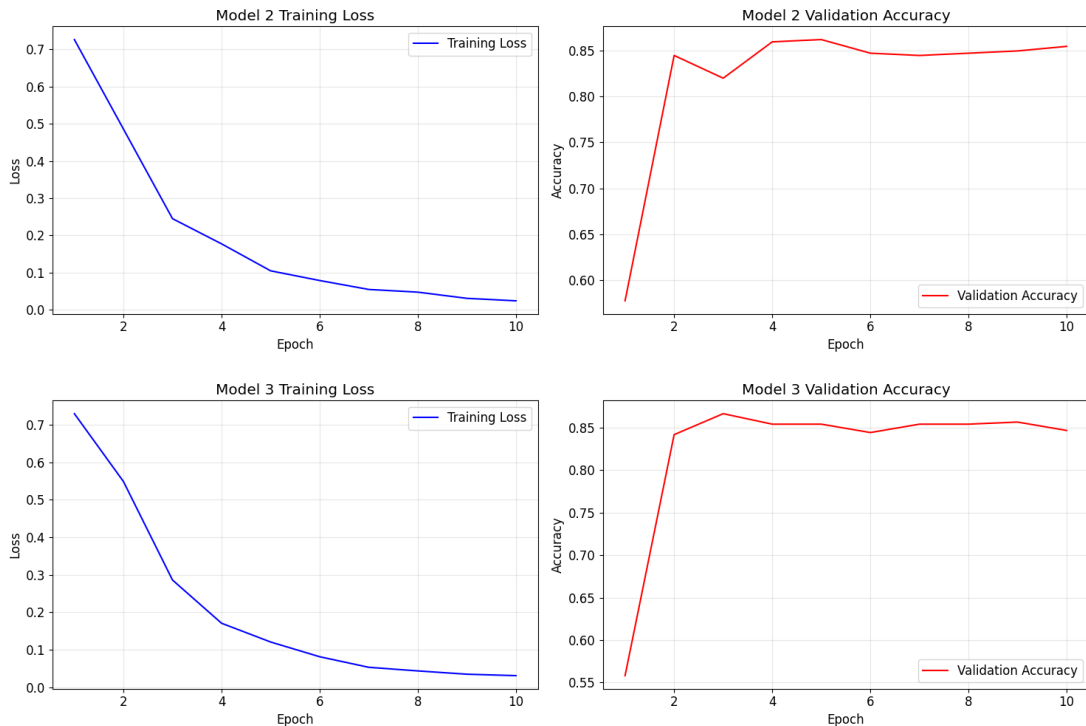 Model 2 Training Loss
Training Loss
0.7
0.6
0.5
0.4
0.3
0.2
0.1
0.0
Loss
2 4 6 8 10
Epoch
Model 2 Validation Accuracy
0.85
0.80
0.75
0.70
0.65
0.60
Accuracy
Validation Accuracy
2 4 6 8 10
Epoch
Model 3 Training Loss
Training Loss
0.7
0.6
0.5
0.4
0.3
0.2
0.1
0.0
Loss
2 4 6 8 10
Epoch
Model 3 Validation Accuracy
0.85
0.80
0.75
0.70
0.65
0.60
0.55
Accuracy
Validation Accuracy
2 4 6 8 10
Epoch